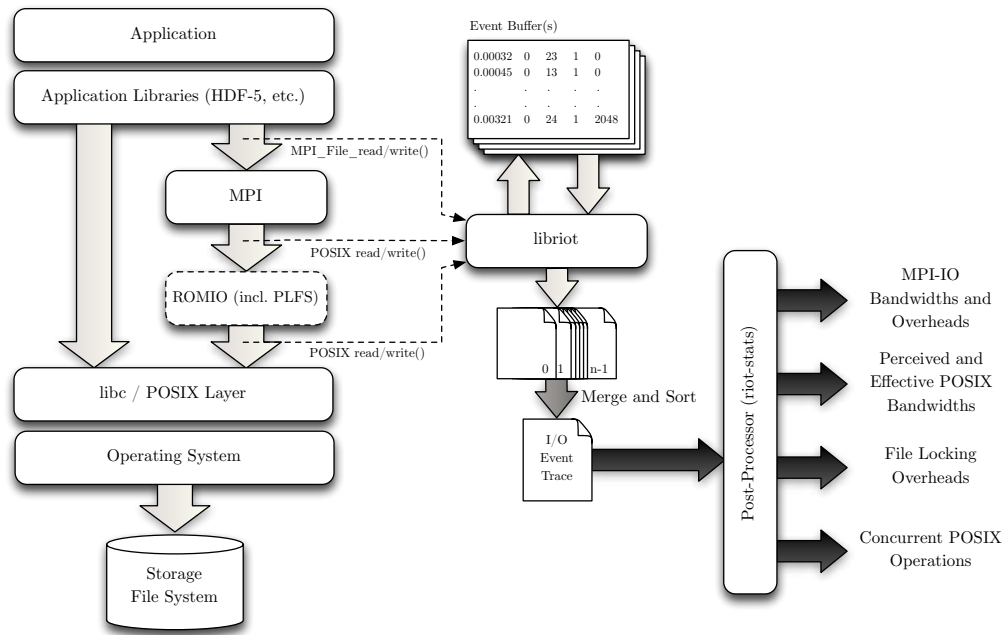 Application
Application Libraries (HDF-5, etc.)
MPI_File_read/write()
MPI
POSIX read/write()
ROMIO (incl. PLFS)
POSIX read/write()
libc / POSIX Layer
Operating System
Storage
File System
Event Buffer(s)
0.00032 0 23 1 0
0.00045 0 13 1 0
. . . . .
. . . . .
0.00321 0 24 1 2048
libriot
0 1 n-1
Merge and Sort
I/O
Event
Trace
Post-Processor (riot-stats)
MPI-IO
Bandwidths and
Overheads
Perceived and
Effective POSIX
Bandwidths
File Locking
Overheads
Concurrent POSIX
Operations